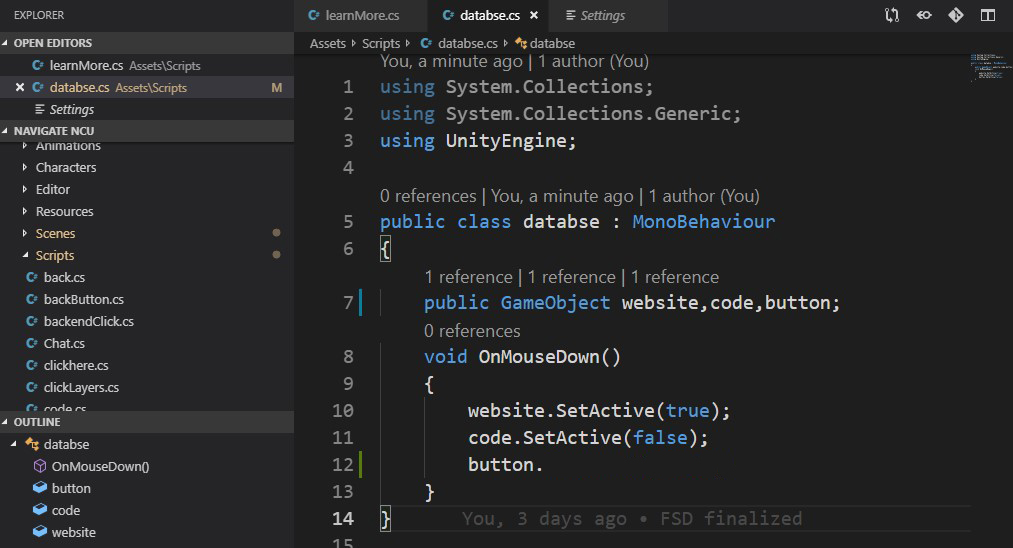 EXPLORER
OPEN EDITORS
learnMore.cs Assets\Scripts
databse.cs Assets\Scripts M
Settings
NAVIGATE NCU
Animations
Characters
Editor
Resources
Scenes
Scripts
back.cs
backButton.cs
backendClick.cs
Chat.cs
clickhere.cs
clickLayers.cs
code.cs
OUTLINE
databse
OnMouseDown()
button
code
website
learnMore.cs databse.cs Settings
Assets Scripts databse.cs databse
You, a minute ago | 1 author (You)
1 using System.Collections;
2 using System.Collections.Generic;
3 using UnityEngine;
4
0 references | You, a minute ago | 1 author (You)
5 public class databse : MonoBehaviour
6 {
1 reference | 1 reference | 1 reference
7 public GameObject website,code,button;
0 references
8 void OnMouseDown()
9 {
10 website.SetActive(true);
11 code.SetActive(false);
12 button.
13 }
14 } You, 3 days ago • FSD finalized
15